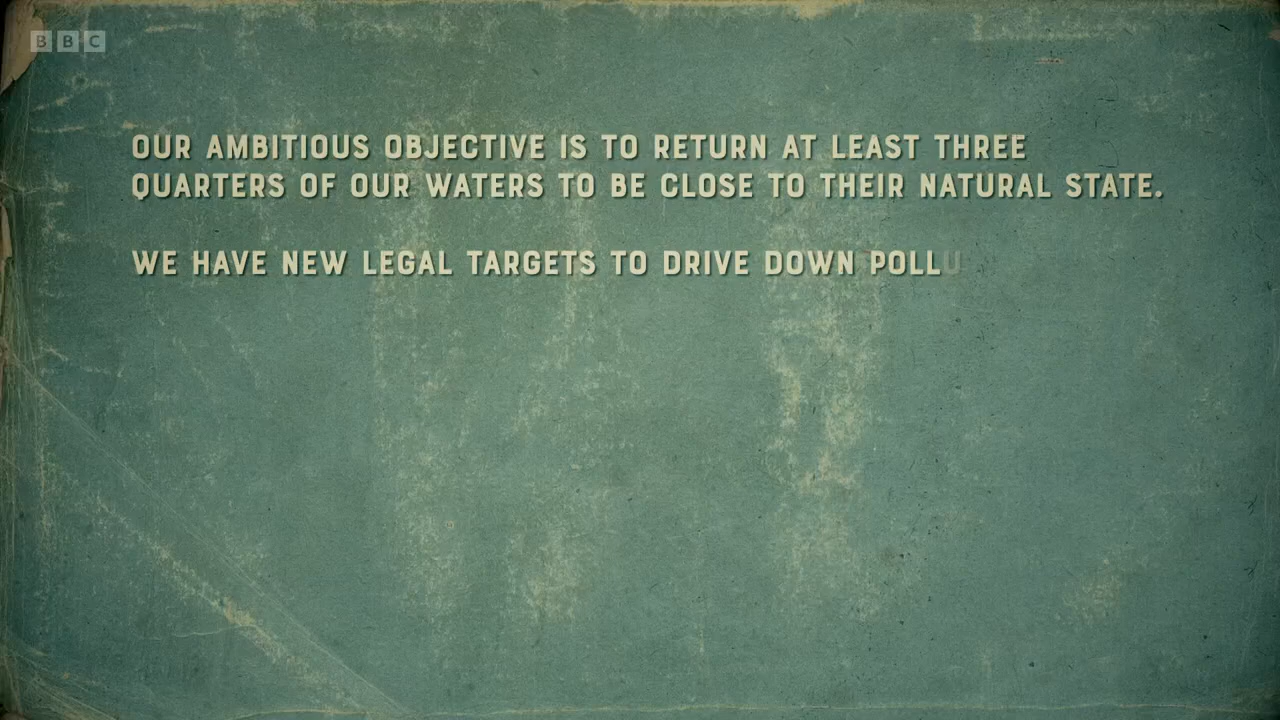 BBC
OUR AMBITIOUS OBJECTIVE IS TO RETURN AT LEAST THREE
QUARTERS OF OUR WATERS TO BE CLOSE TO THEIR NATURAL STATE.
WE HAVE NEW LEGAL TARGETS TO DRIVE DOWN POLLU